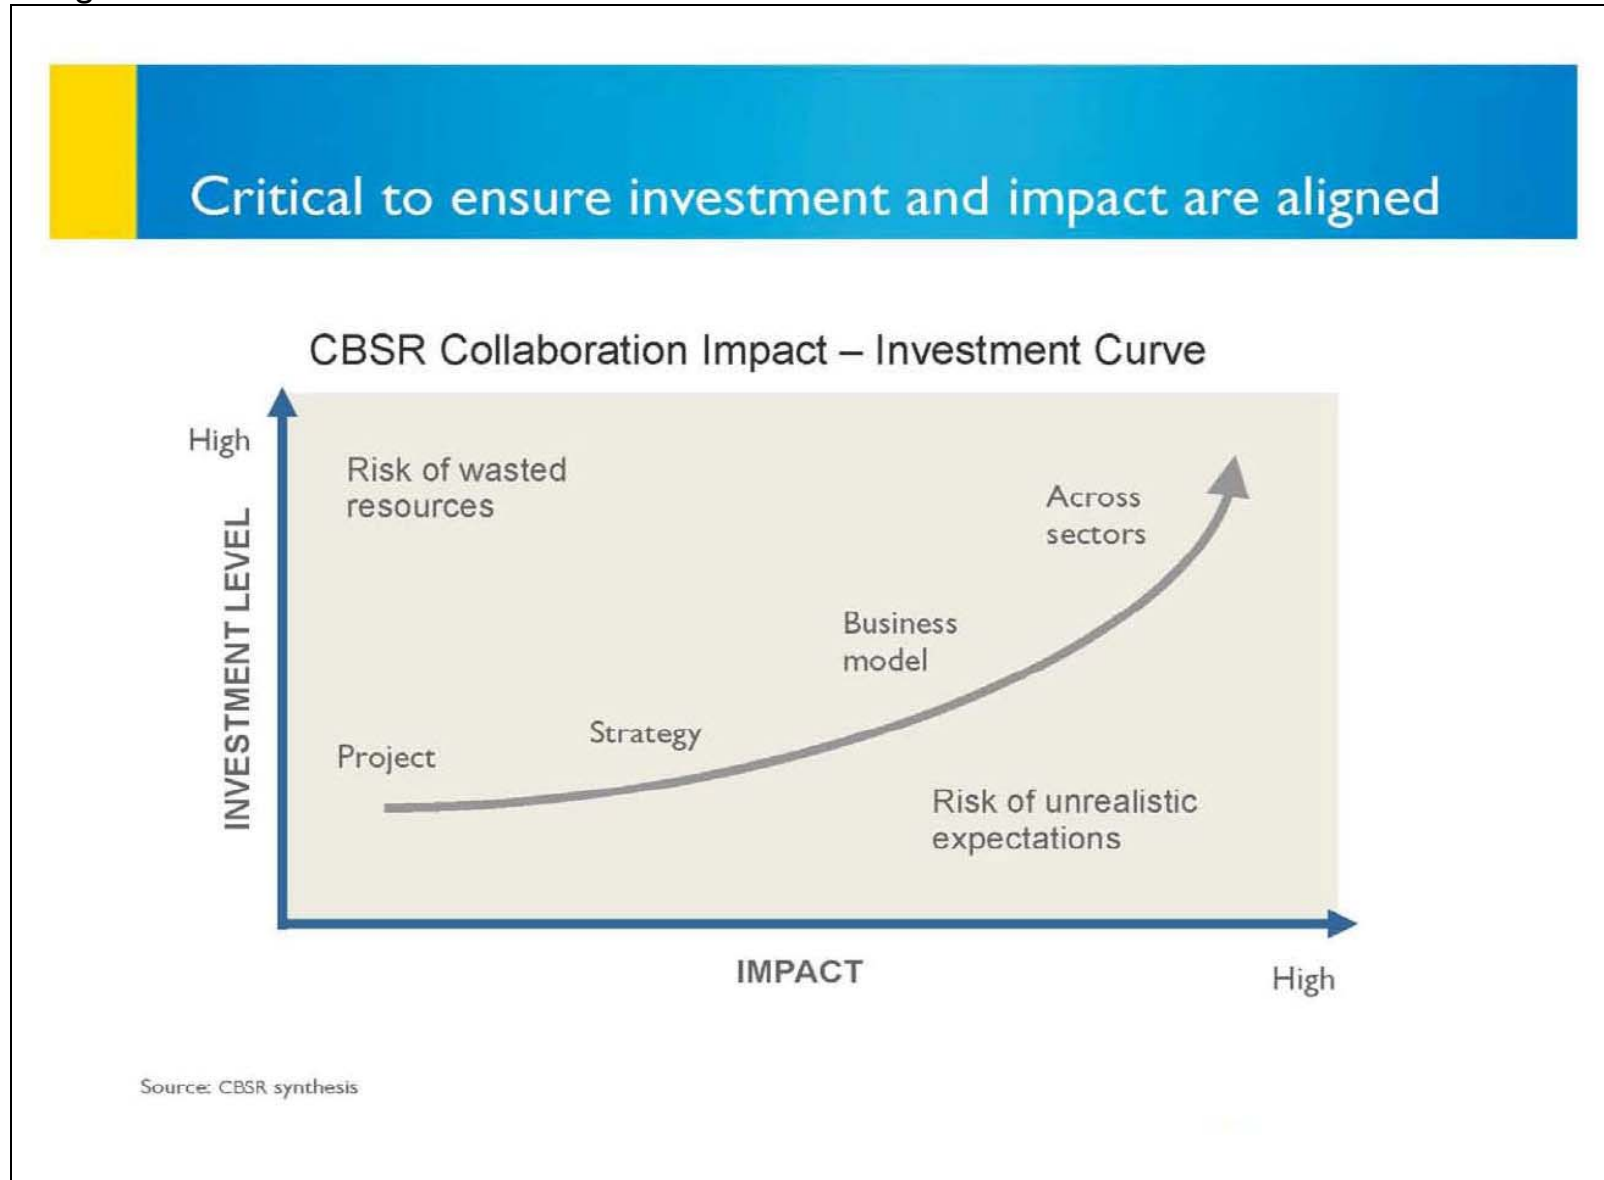 Critical to ensure investment and impact are aligned
CBSR Collaboration Impact – Investment Curve
High
INVESTMENT LEVEL
Risk of wasted
resources
Across
sectors
Business
model
Strategy
Project
Risk of unrealistic
expectations
IMPACT
High
Source: CBSR synthesis